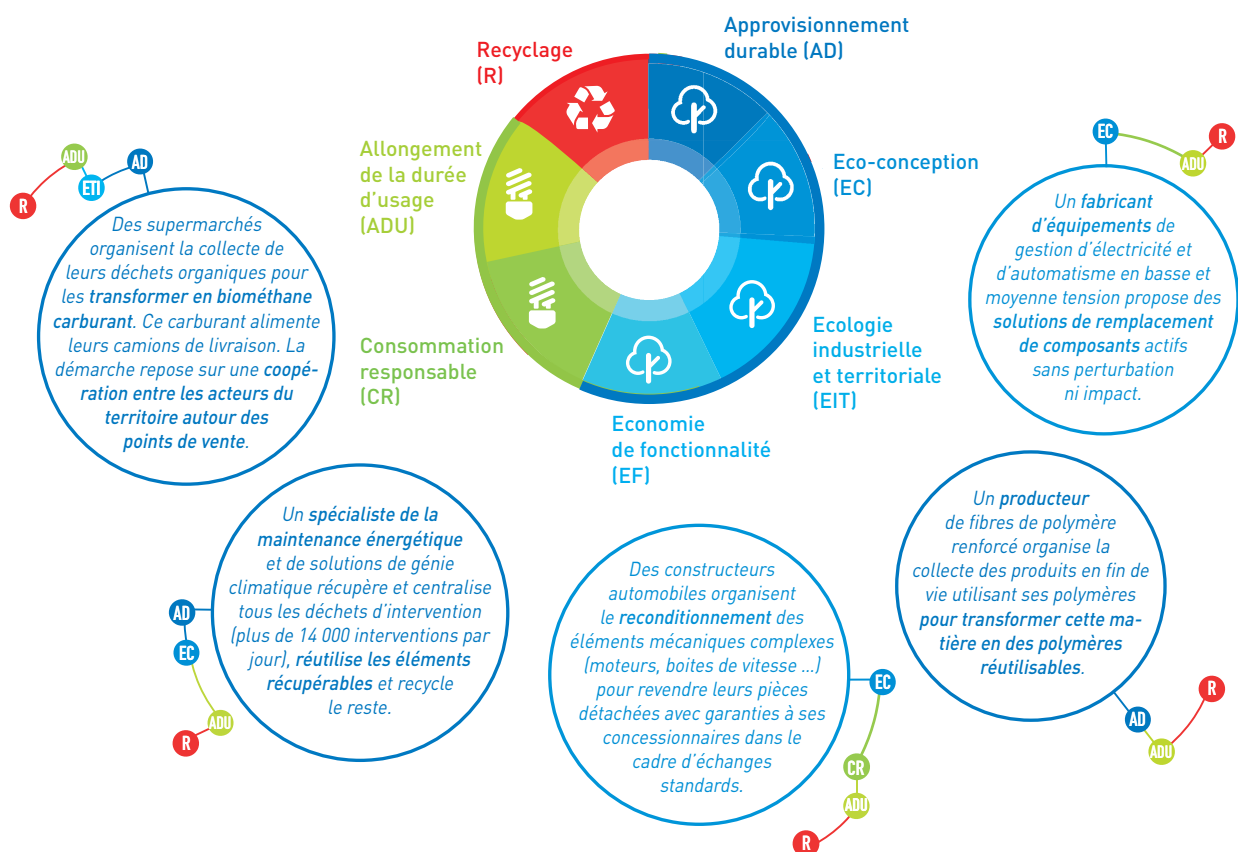 Approvisionnement
durable (AD)
Recyclage
(R)
Eco-conception
(EC)
Allongement
de la durée
d'usage
(ADU)
Ecologie
industrielle
et territoriale
(EIT)
Consommation
responsable
(CR)
Economie
de fonctionnalité
(EF)
R
ADU
ETI
AD
Des supermarchés
organisent la collecte de
leurs déchets organiques pour
les transformer en biométhane
carburant. Ce carburant alimente
leurs camions de livraison. La
démarche repose sur une coopé-
ration entre les acteurs du
territoire autour des
points de vente.
EC
ADU
R
Un fabricant
d'équipements de
gestion d'électricité et
d'automatisme en basse et
moyenne tension propose des
solutions de remplacement
de composants actifs
sans perturbation
ni impact.
Un spécialiste de la
maintenance énergétique
et de solutions de génie
climatique récupère et centralise
tous les déchets d'intervention
(plus de 14 000 interventions par
jour), réutilise les éléments
récupérables et recycle
le reste.
AD
EC
ADU
R
Des constructeurs
automobiles organisent
le reconditionnement des
éléments mécaniques complexes
(moteurs, boites de vitesse ...)
pour revendre leurs pièces
détachées avec garanties à ses
concessionnaires dans le
cadre d'échanges
standards.
EC
CR
ADU
R
Un producteur
de fibres de polymère
renforcé organise la
collecte des produits en fin de
vie utilisant ses polymères
pour transformer cette ma-
tière en des polymères
réutilisables.
AD
ADU
R